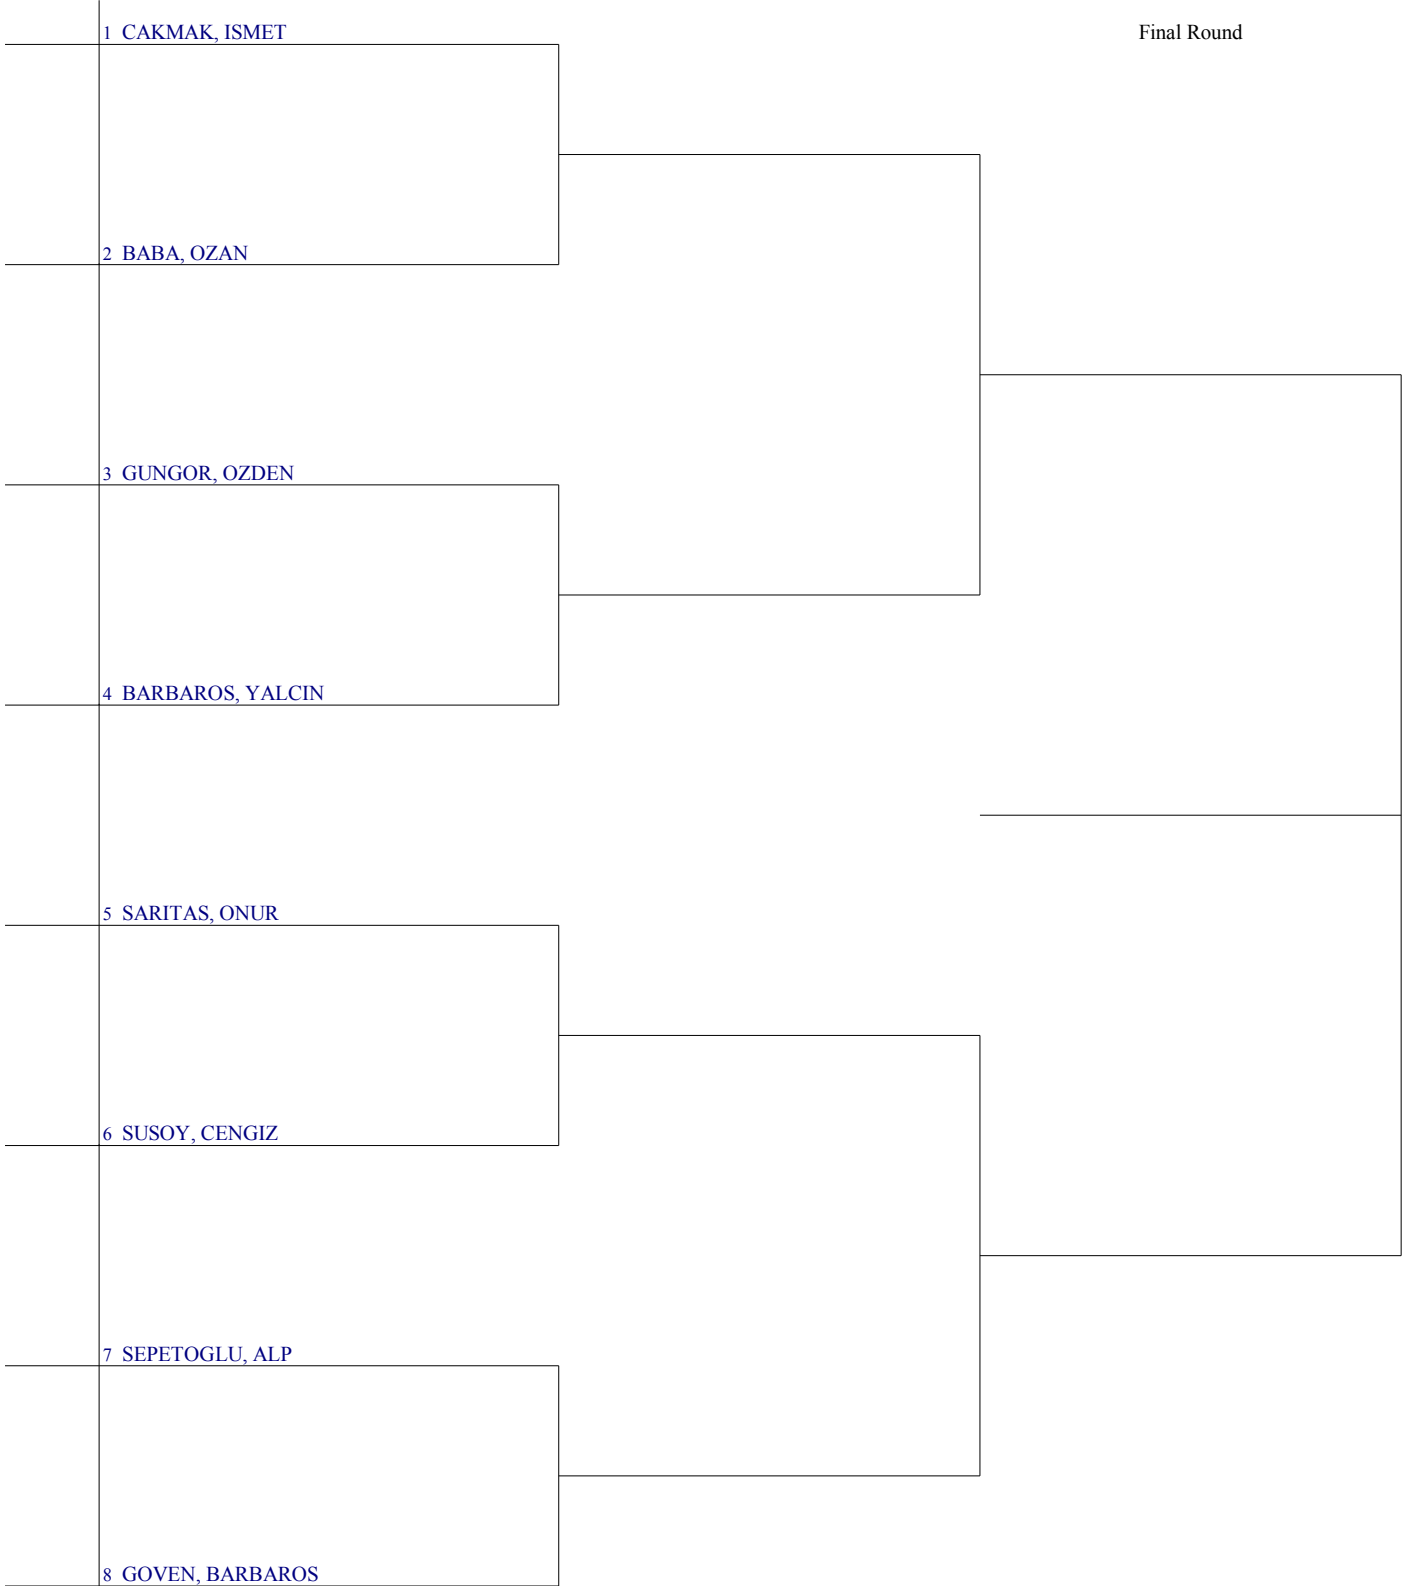 1 CAKMAK, ISMET
Final Round
2 BABA, OZAN
3 GUNGOR, OZDEN
4 BARBAROS, YALCIN
5 SARITAS, ONUR
6 SUSOY, CENGIZ
7 SEPETOGLU, ALP
8 GOVEN, BARBAROS